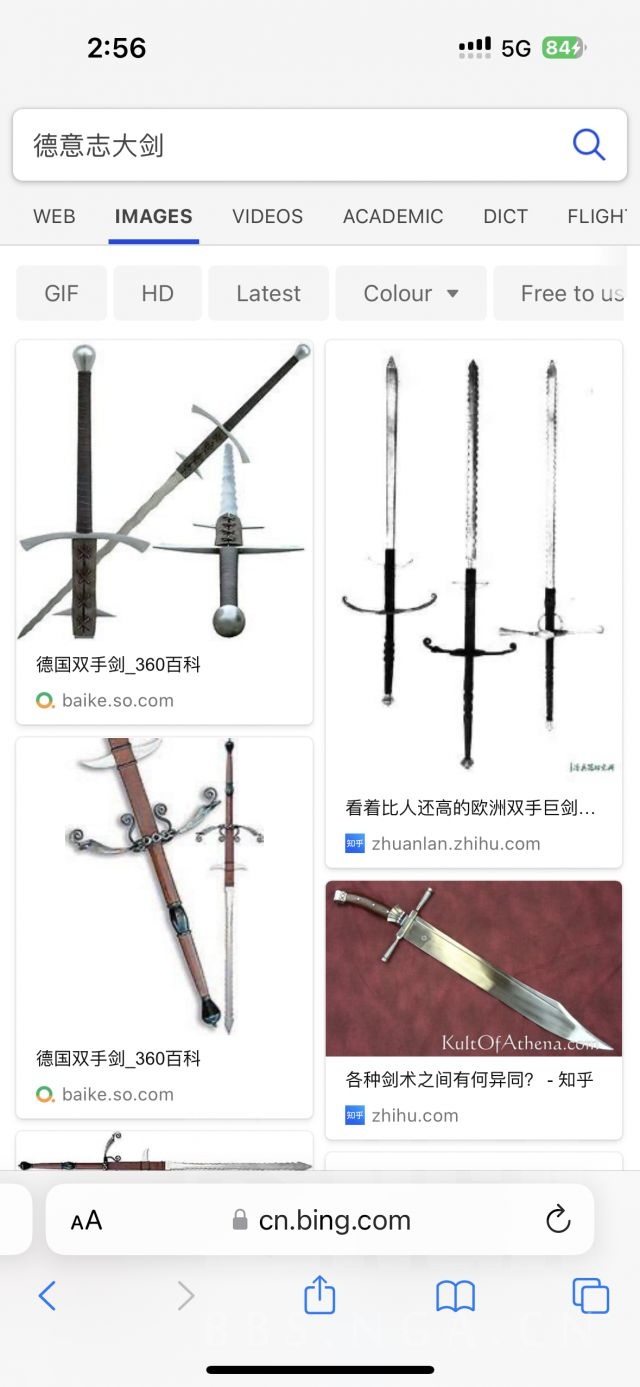 2:56
5G 84
德意志大剑
WEB IMAGES VIDEOS ACADEMIC DICT FLIGHT
GIF HD Latest Colour Free to us
德国双手剑_360百科
baike.so.com
看着比人还高的欧洲双手巨剑...
知乎 zhuanlan.zhihu.com
德国双手剑_360百科
baike.so.com
KultOfAthena.com
各种剑术之间有何异同? - 知乎
知乎 zhihu.com
AA cn.bing.com
BBS.NGA.CN